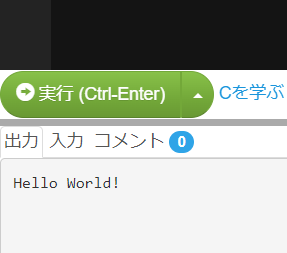 実行 (Ctrl-Enter) Cを学ぶ
出力 入力 コメント 0
Hello World!